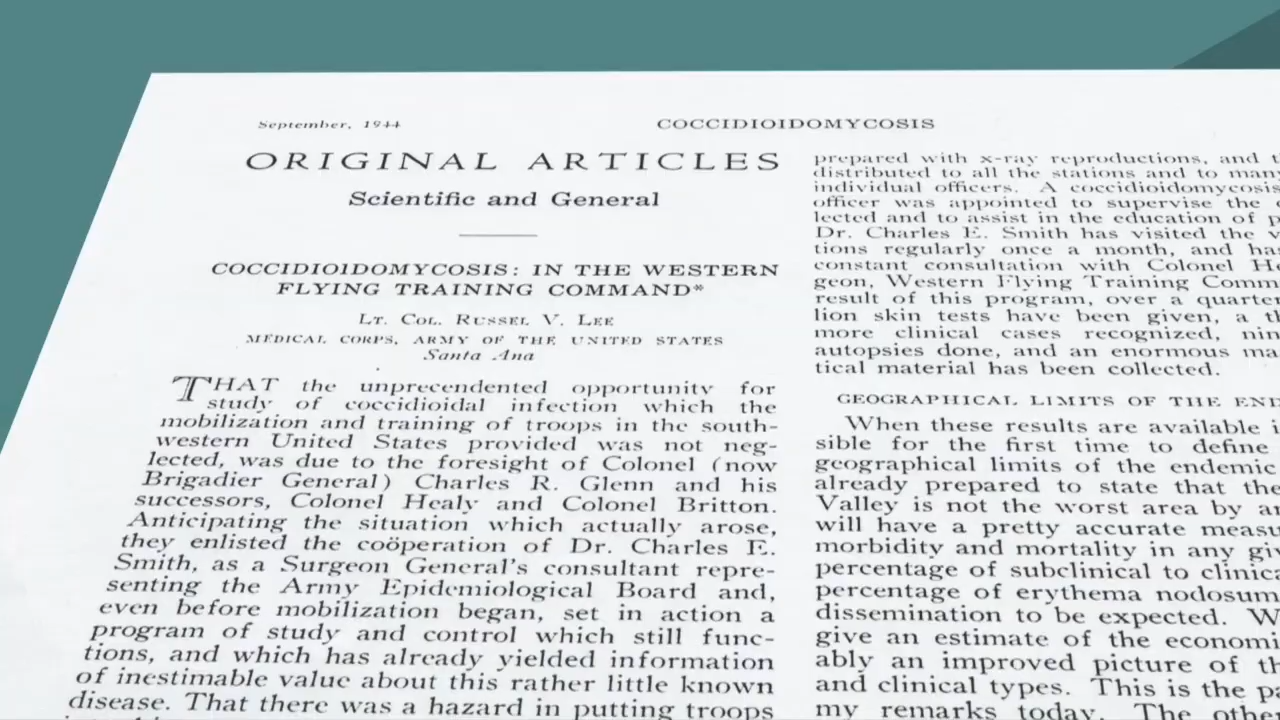 September, 1944
COCCIDIOIDOMYCOSIS
ORIGINAL ARTICLES
Scientific and General
COCCIDIOIDOMYCOSIS: IN THE WESTERN
FLYING TRAINING COMMAND*
Lt. Col. Russel V. Lee
MEDICAL CORPS, ARMY OF THE UNITED STATES
Santa Ana
THAT the unprecendented opportunity for
study of coccidioidal infection which the
mobilization and training of troops in the south-
western United States provided was not neg-
lected, was due to the foresight of Colonel (now
Brigadier General) Charles R. Glenn and his
successors, Colonel Healy and Colonel Britton.
Anticipating the situation which actually arose,
they enlisted the coöperation of Dr. Charles E.
Smith, as a Surgeon General's consultant repre-
senting the Army Epidemiological Board and,
even before mobilization began, set in action a
program of study and control which still func-
tions, and which has already yielded information
of inestimable value about this rather little known
disease. That there was a hazard in putting troops
prepared with x-ray reproductions, and
distributed to all the stations and to many
individual officers. A coccidioidomycosis
officer was appointed to supervise the
lected and to assist in the education of
Dr. Charles E. Smith has visited the
tions regularly once a month, and
constant consultation with Colonel
geon, Western Flying Training
result of this program, over a quarter
lion skin tests have been given, a
more clinical cases recognized,
autopsies done, and an enormous
tical material has been collected.
GEOGRAPHICAL LIMITS OF THE
When these results are available
sible for the first time to define
geographical limits of the endemic
already prepared to state that the
Valley is not the worst area by
will have a pretty accurate
morbidity and mortality in any
percentage of subclinical to
percentage of erythema
dissemination to be expected.
give an estimate of the
ably an improved picture of
and clinical types. This is the
my remarks today. The